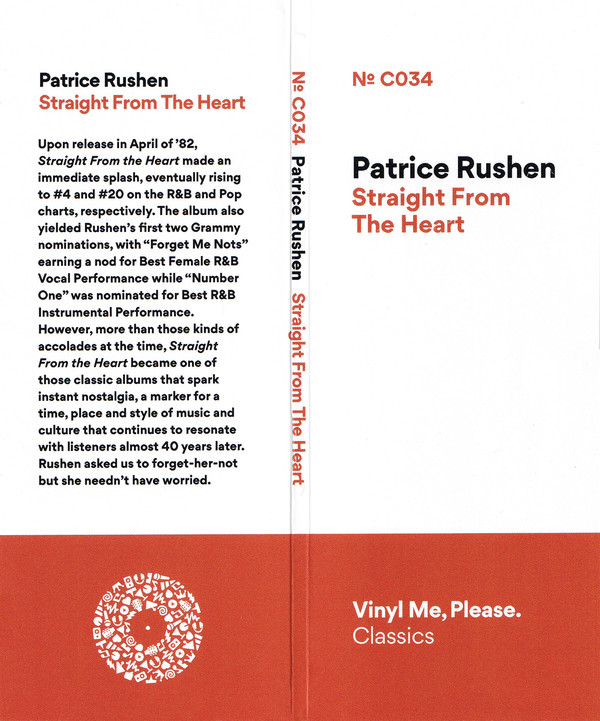 Patrice Rushen
Straight From The Heart
Upon release in April of ’82,
Straight From the Heart made an
immediate splash, eventually rising
to #4 and #20 on the R&B and Pop
charts, respectively. The album also
yielded Rushen’s first two Grammy
nominations, with “Forget Me Nots”
earning a nod for Best Female R&B
Vocal Performance while “Number
One” was nominated for Best R&B
Instrumental Performance.
However, more than those kinds of
accolades at the time, Straight
From the Heart became one of
those classic albums that spark
instant nostalgia, a marker for a
time, place and style of music and
culture that continues to resonate
with listeners almost 40 years later.
Rushen asked us to forget-her-not
but she needn’t have worried.
№ C034 Patrice Rushen Straight From The Heart
№ C034
Patrice Rushen
Straight From
The Heart
Vinyl Me, Please.
Classics